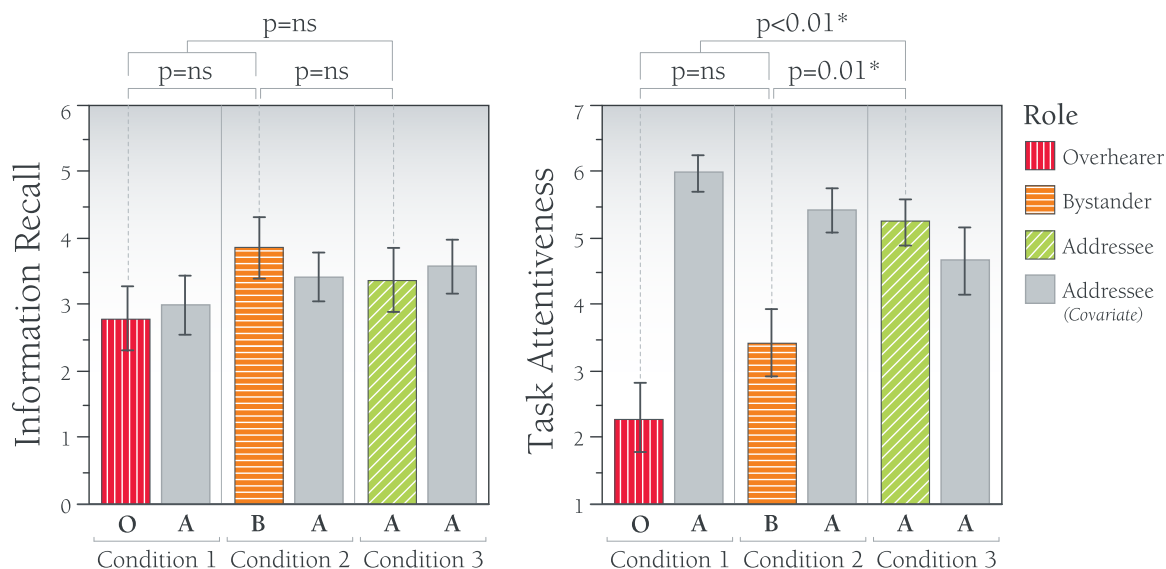 p=ns
p=ns
p=ns
Information Recall
6
5
4
3
2
1
0
O
A
B
A
A
A
Condition 1
Condition 2
Condition 3
p<0.01*
p=ns
p=0.01*
Task Attentiveness
7
6
5
4
3
2
1
O
A
B
A
A
A
Condition 1
Condition 2
Condition 3
Role
Overhearer
Bystander
Addressee
Addressee
(Covariate)